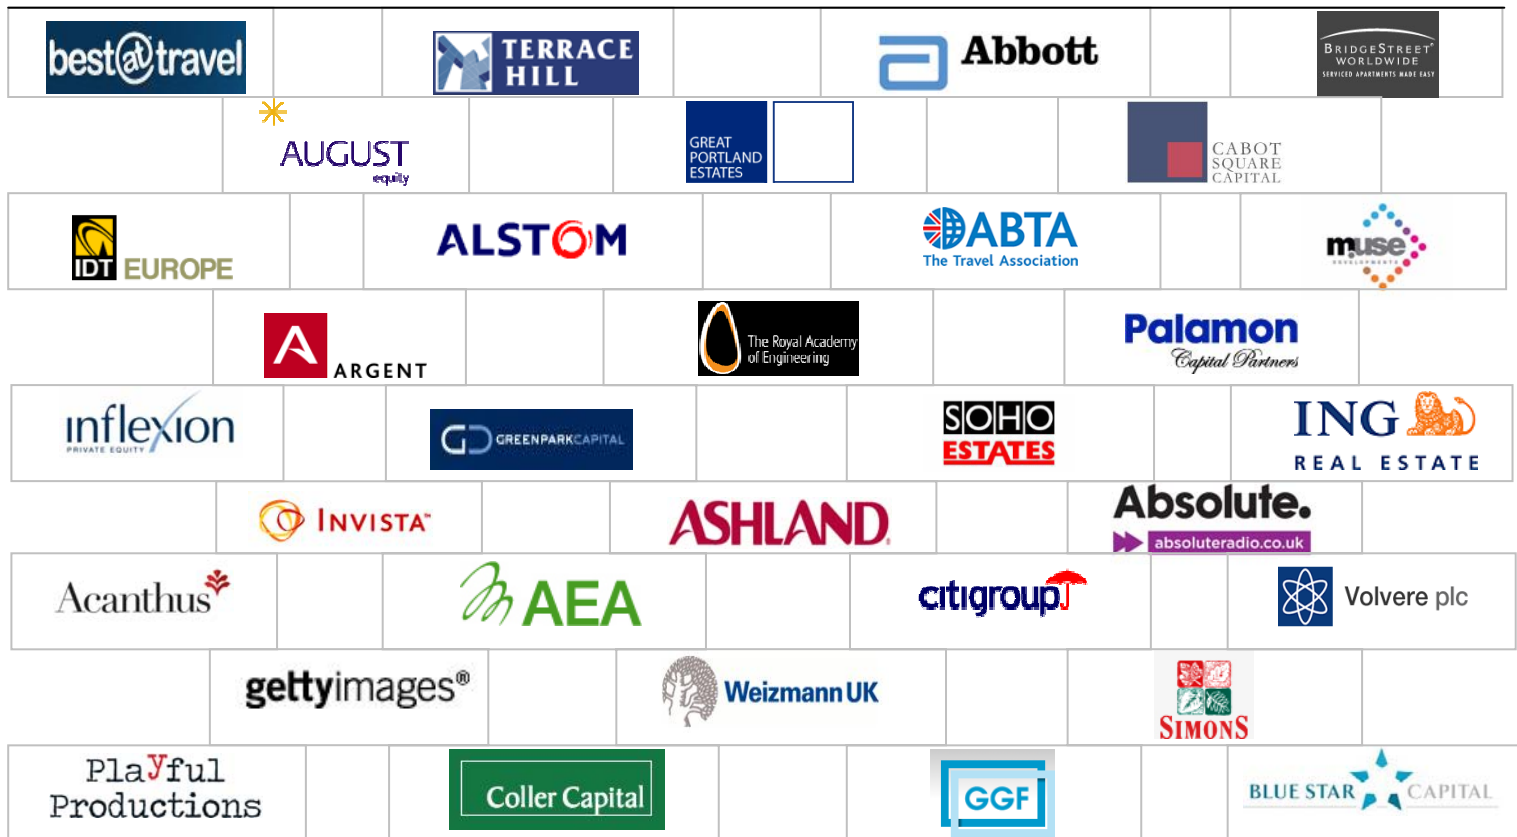 best@travel
TERRACE
HILL
Abbott
BRIDGESTREET®
WORLDWIDE
SERVICED APARTMENTS MADE EASY
AUGUST
equity
GREAT
PORTLAND
ESTATES
CABOT
SQUARE
CAPITAL
IDT EUROPE
ALSTOM
ABTA
The Travel Association
muse
DEVELOPMENTS
ARGENT
The Royal Academy
of Engineering
Palamon
Capital Partners
inflexion
PRIVATE EQUITY
GREENPARKCAPITAL
SOHO
ESTATES
ING
REAL ESTATE
INVISTA™
ASHLAND®
Absolute.
absoluteradio.co.uk
Acanthus
AEA
citigroup
Volvere plc
gettyimages®
Weizmann UK
SIMONS
Playful
Productions
Coller Capital
GGF
BLUE STAR CAPITAL